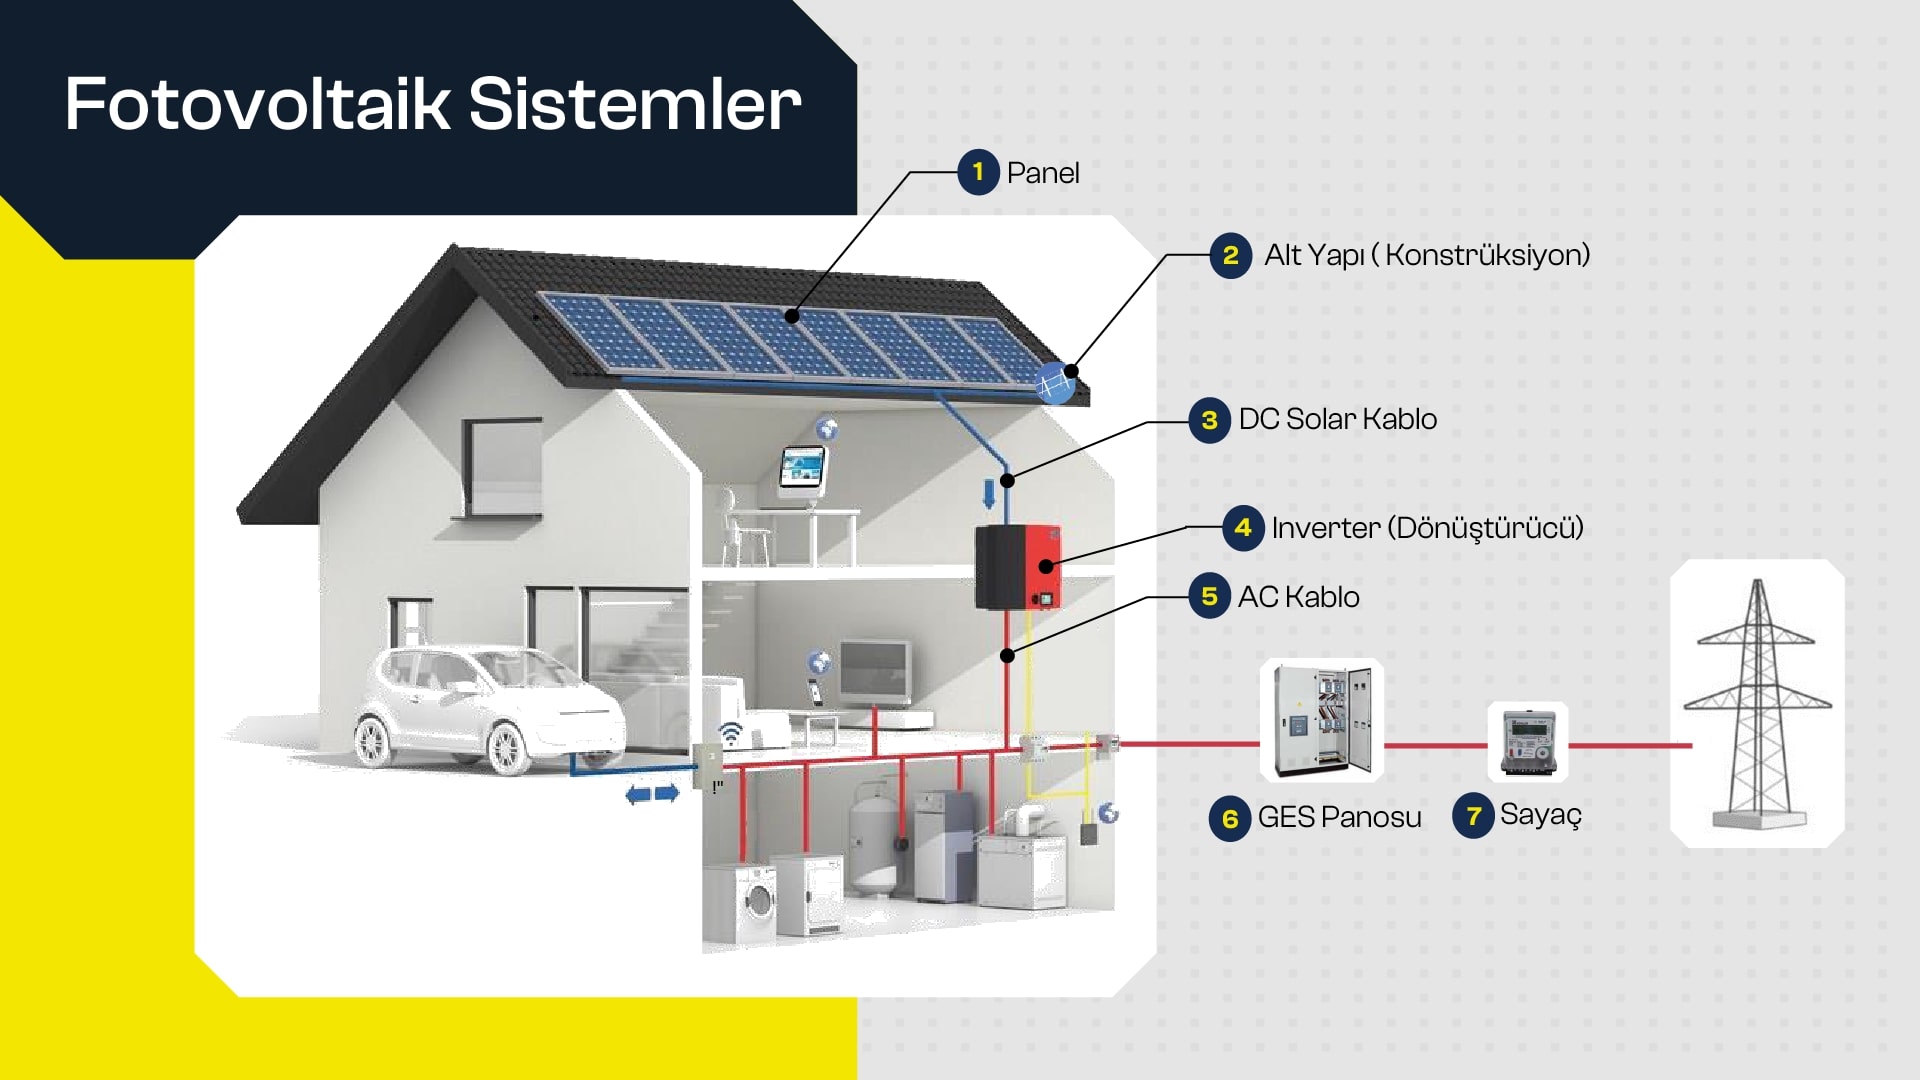 Fotovoltaik Sistemler
1 Panel
2 Alt Yapı ( Konstrüksiyon)
3 DC Solar Kablo
4 Inverter (Dönüştürücü)
5 AC Kablo
!"
6 GES Panosu
7 Sayaç